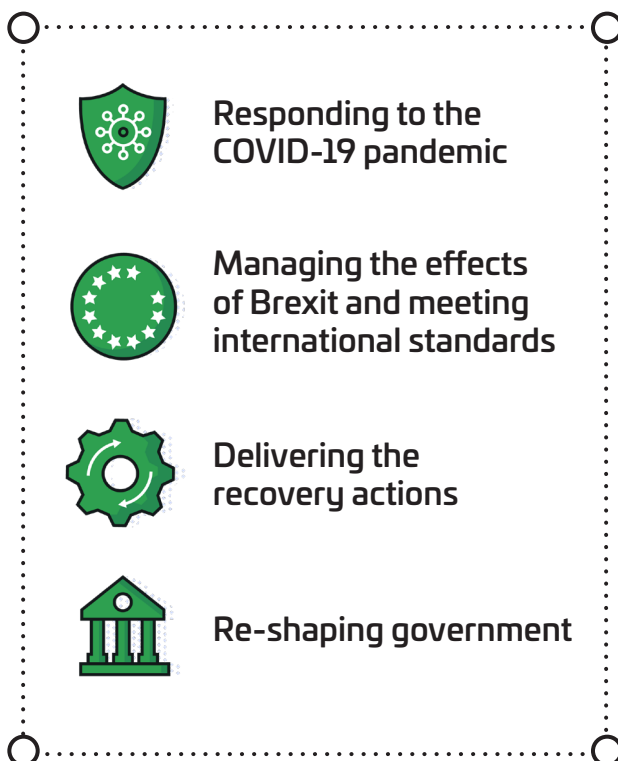 Responding to the
COVID-19 pandemic
Managing the effects
of Brexit and meeting
international standards
Delivering the
recovery actions
Re-shaping government